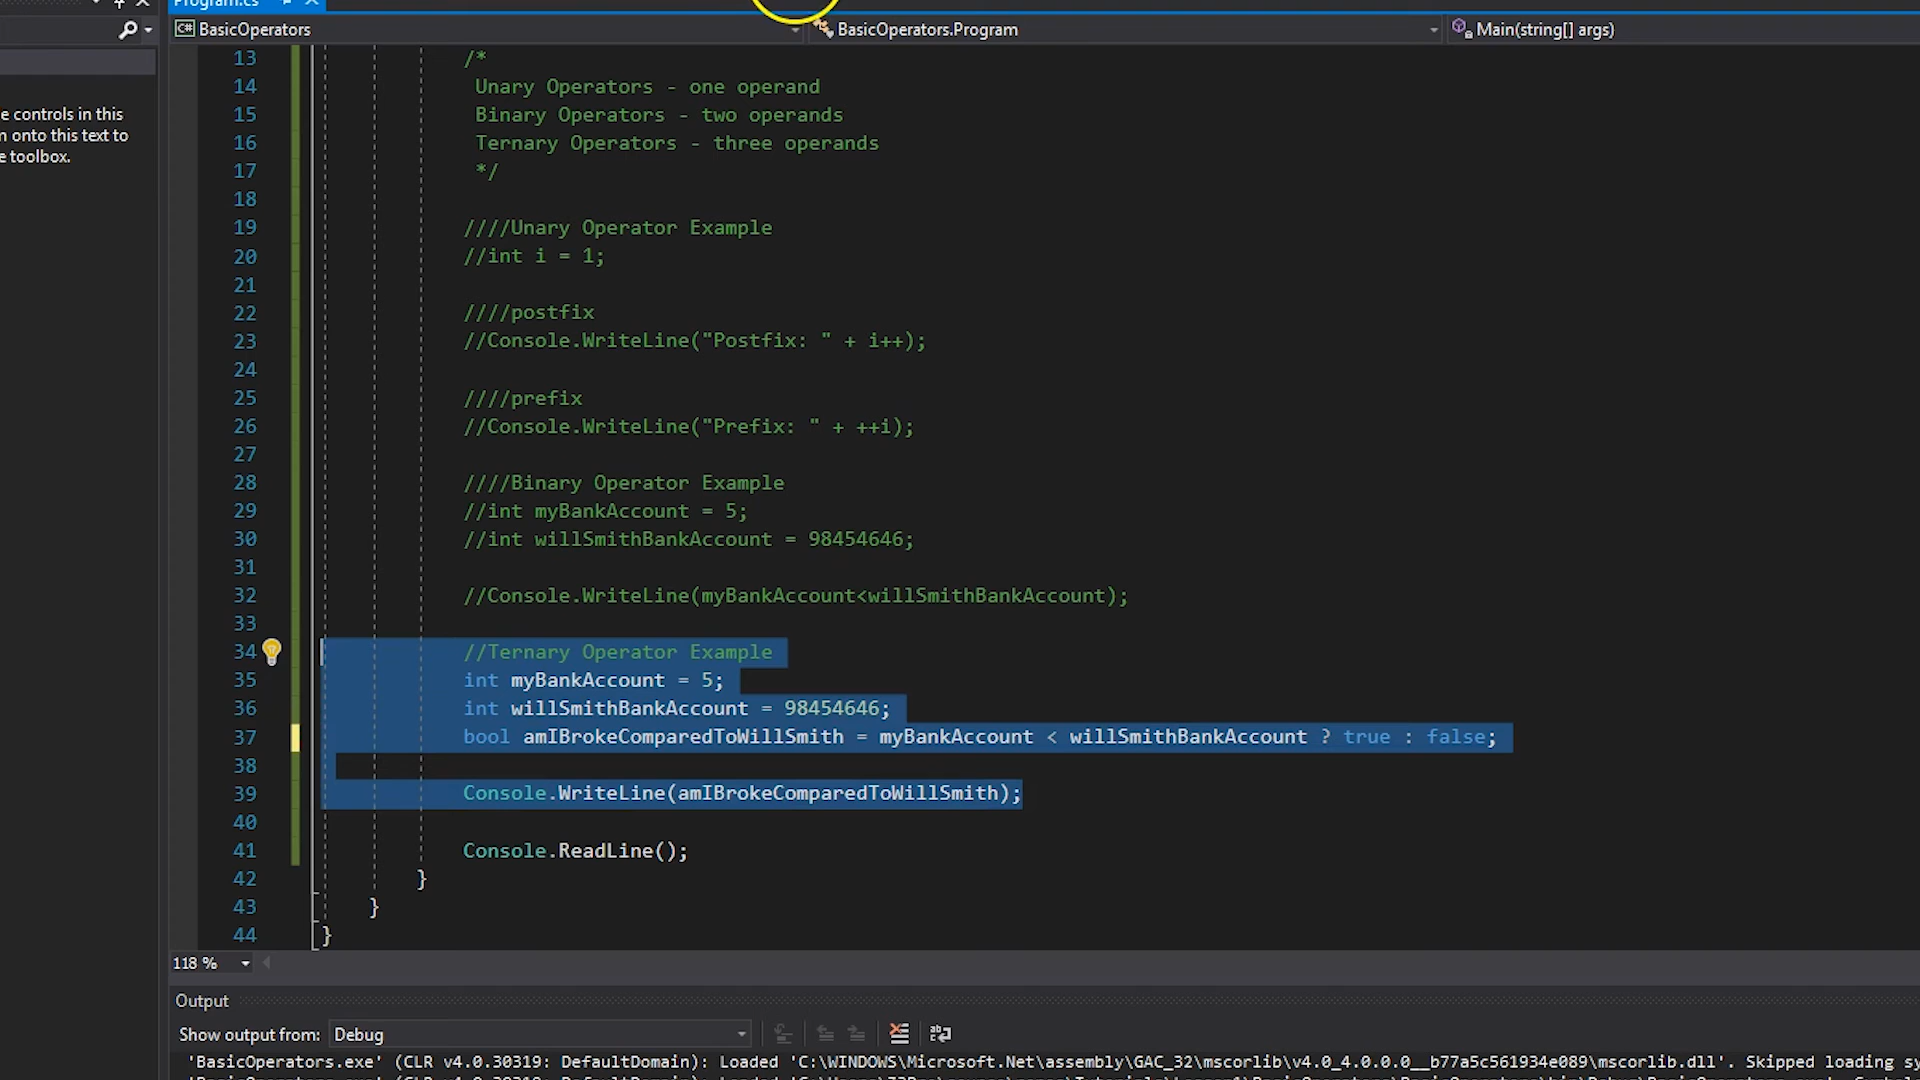 Program.cs
BasicOperators
BasicOperators.Program
Main(string[] args)
e controls in this
onto this text to
e toolbox.
13 /*
14 Unary Operators - one operand
15 Binary Operators - two operands
16 Ternary Operators - three operands
17 */
18
19 ////Unary Operator Example
20 //int i = 1;
21
22 ////postfix
23 //Console.WriteLine("Postfix: " + i++);
24
25 ////prefix
26 //Console.WriteLine("Prefix: " + ++i);
27
28 ////Binary Operator Example
29 //int myBankAccount = 5;
30 //int willSmithBankAccount = 98454646;
31
32 //Console.WriteLine(myBankAccount<willSmithBankAccount);
33
34 //Ternary Operator Example
35 int myBankAccount = 5;
36 int willSmithBankAccount = 98454646;
37 bool amIBrokeComparedToWillSmith = myBankAccount < willSmithBankAccount ? true : false;
38
39 Console.WriteLine(amIBrokeComparedToWillSmith);
40
41 Console.ReadLine();
42 }
43 }
44 }
118 %
Output
Show output from: Debug
'BasicOperators.exe' (CLR v4.0.30319: DefaultDomain): Loaded 'C:\WINDOWS\Microsoft.Net\assembly\GAC_32\mscorlib\v4.0_4.0.0.0__b77a5c561934e089\mscorlib.dll'. Skipped loading sy